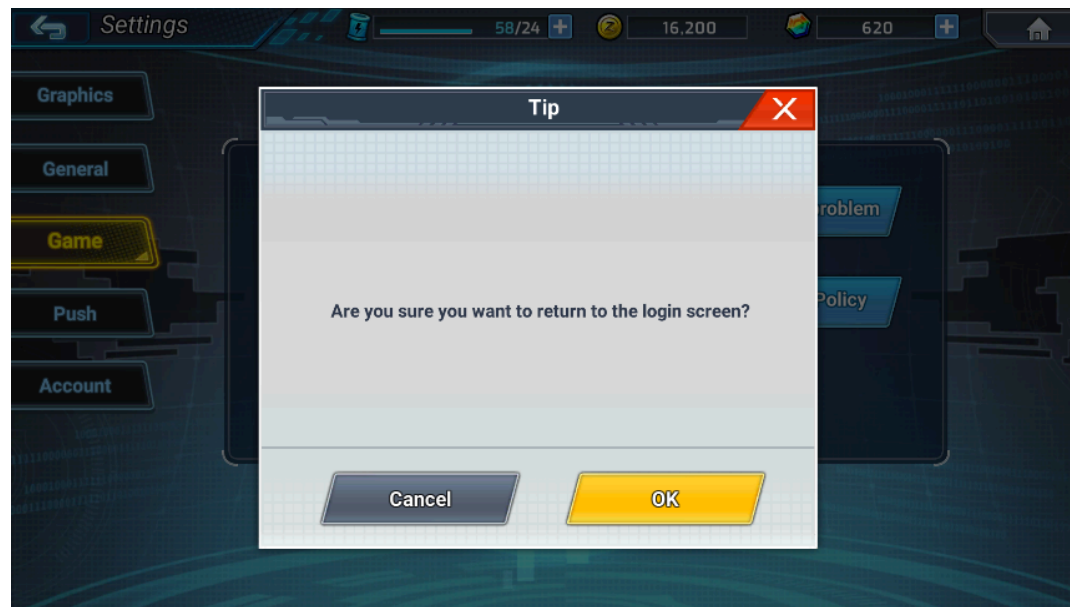 Settings
58/24
16,200
620
Graphics
General
Game
Push
Account
Tip
roblem
Policy
Are you sure you want to return to the login screen?
Cancel
OK